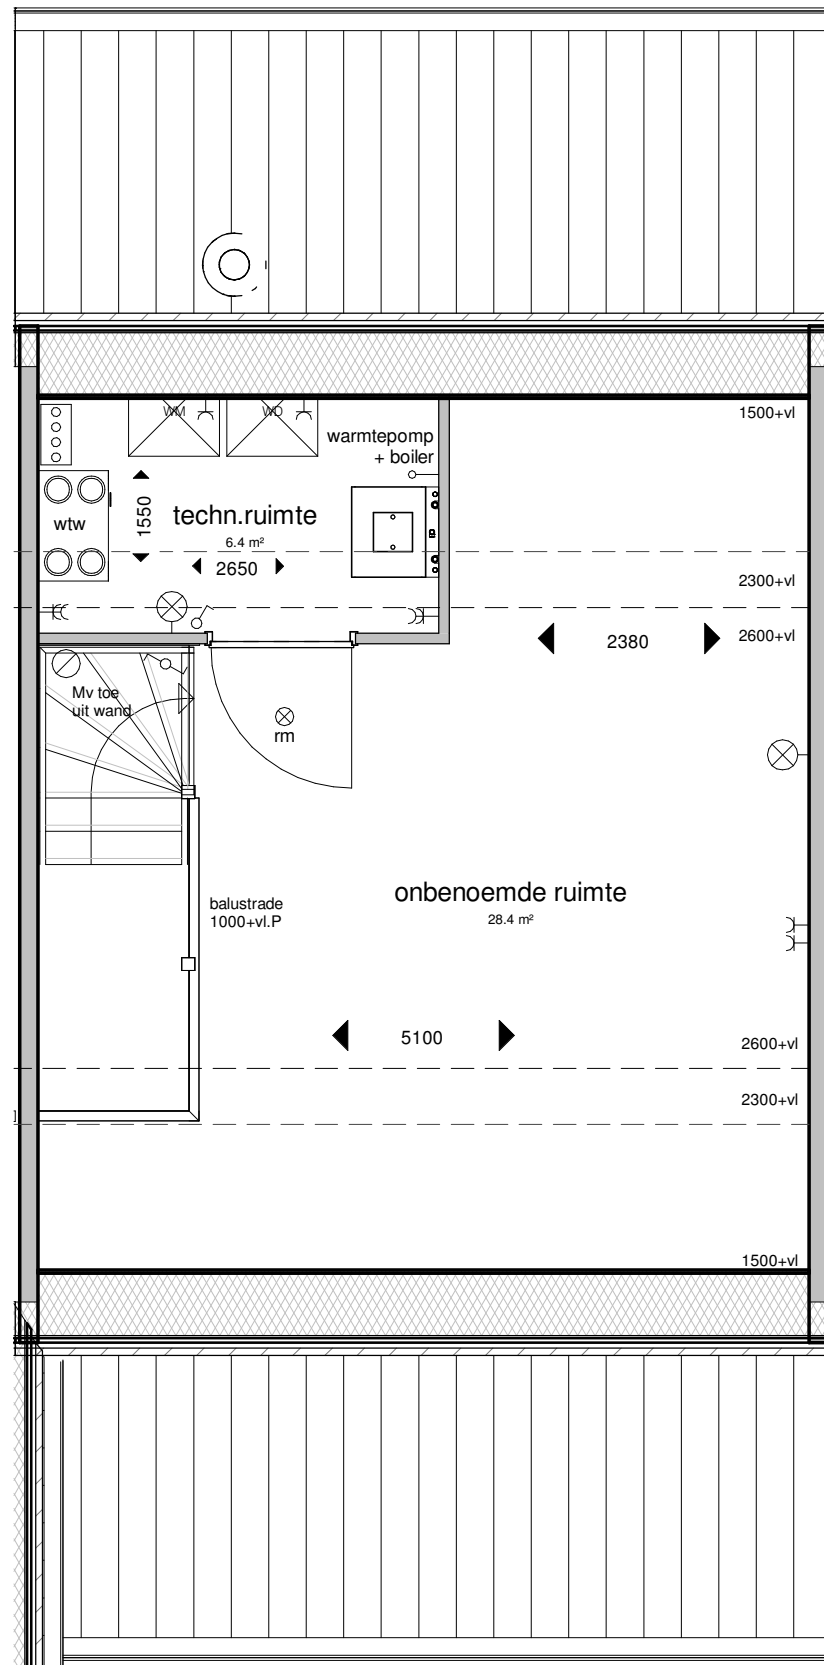 1500+vl
WM
WD
warmtepomp
+ boiler
wtw
1550
techn.ruimte
6.4 m²
2650
2300+vl
2600+vl
2380
Mv toe
uit wand
rm
onbenoemde ruimte
28.4 m²
balustrade
1000+vl.P
5100
2600+vl
2300+vl
1500+vl